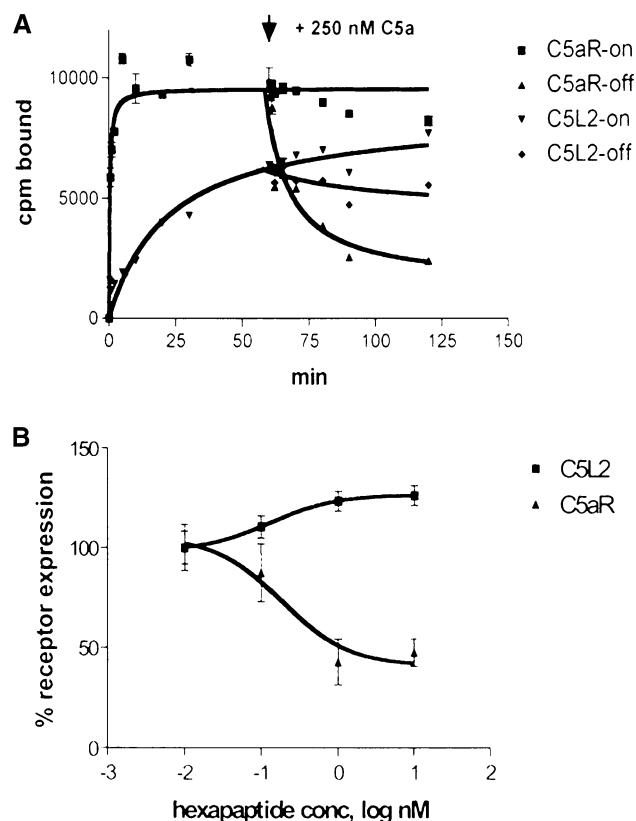 A
+ 250 nM C5a
cpm bound
10000
5000
0
0 25 50 75 100 125 150
min
C5aR-on
C5aR-off
C5L2-on
C5L2-off
B
% receptor expression
150
100
50
0
-3 -2 -1 0 1 2
hexapaptide conc, log nM
C5L2
C5aR